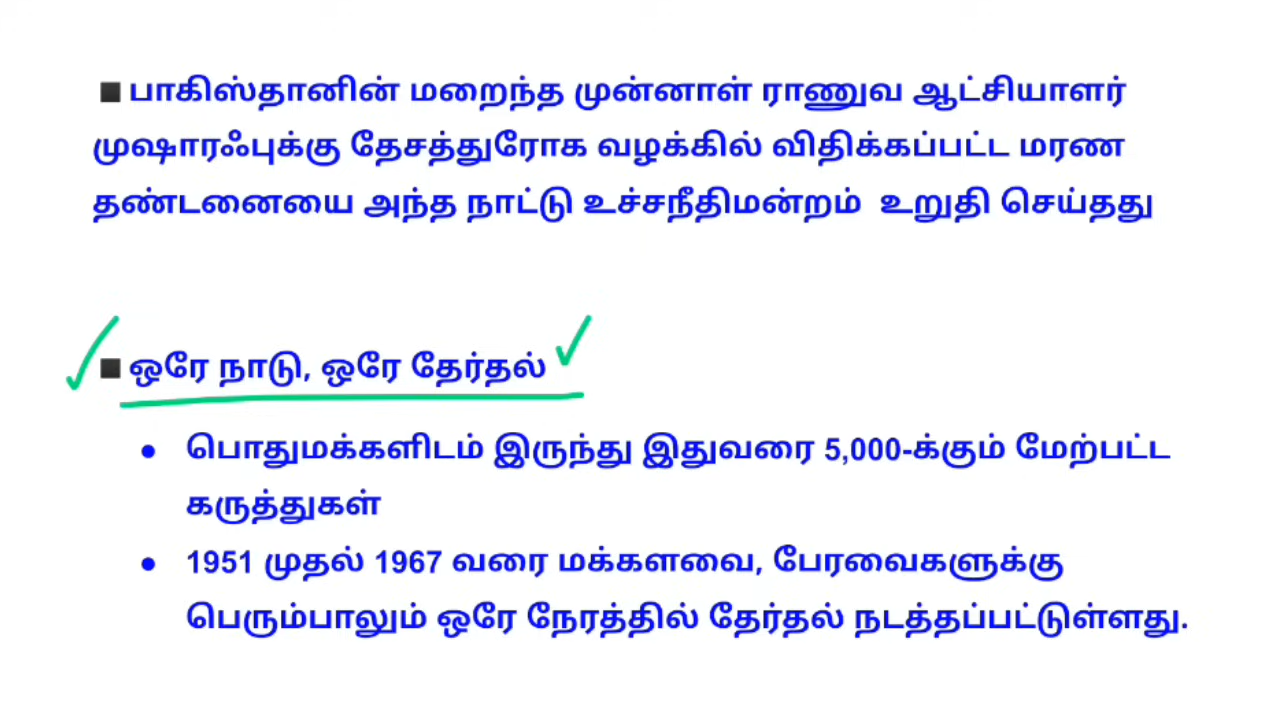 ▪பாகிஸ்தானின் மறைந்த முன்னாள் ராணுவ ஆட்சியாளர்
முஷாரஃபுக்கு தேசத்துரோக வழக்கில் விதிக்கப்பட்ட மரண
தண்டனையை அந்த நாட்டு உச்சநீதிமன்றம் உறுதி செய்தது
▪ஒரே நாடு, ஒரே தேர்தல்
● பொதுமக்களிடம் இருந்து இதுவரை 5,000-க்கும் மேற்பட்ட
கருத்துகள்
● 1951 முதல் 1967 வரை மக்களவை, பேரவைகளுக்கு
பெரும்பாலும் ஒரே நேரத்தில் தேர்தல் நடத்தப்பட்டுள்ளது.